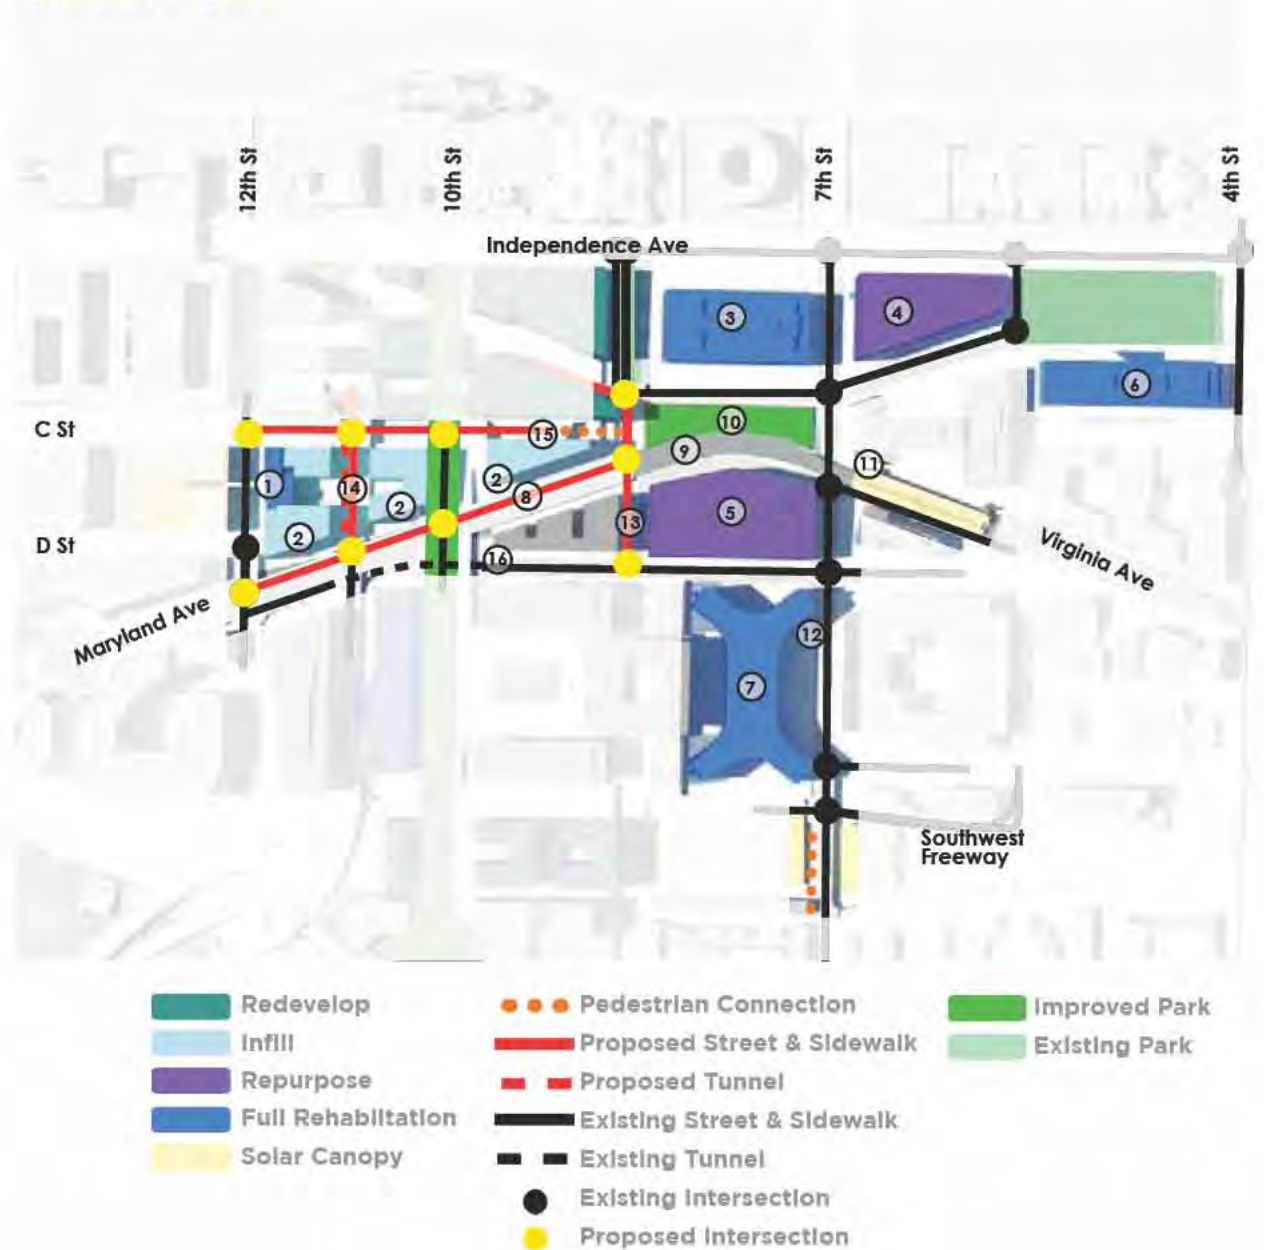 12th St
10th St
7th St
4th St
Independence Ave
3
4
6
C St
15
10
9
11
1
14
2
2
2
8
13
5
D St
16
Virginia Ave
Maryland Ave
12
7
Southwest
Freeway
Redevelop
Infill
Repurpose
Full Rehabiltation
Solar Canopy
Pedestrian Connection
Proposed Street & Sidewalk
Proposed Tunnel
Existing Street & Sidewalk
Existing Tunnel
Existing Intersection
Proposed Intersection
Improved Park
Existing Park